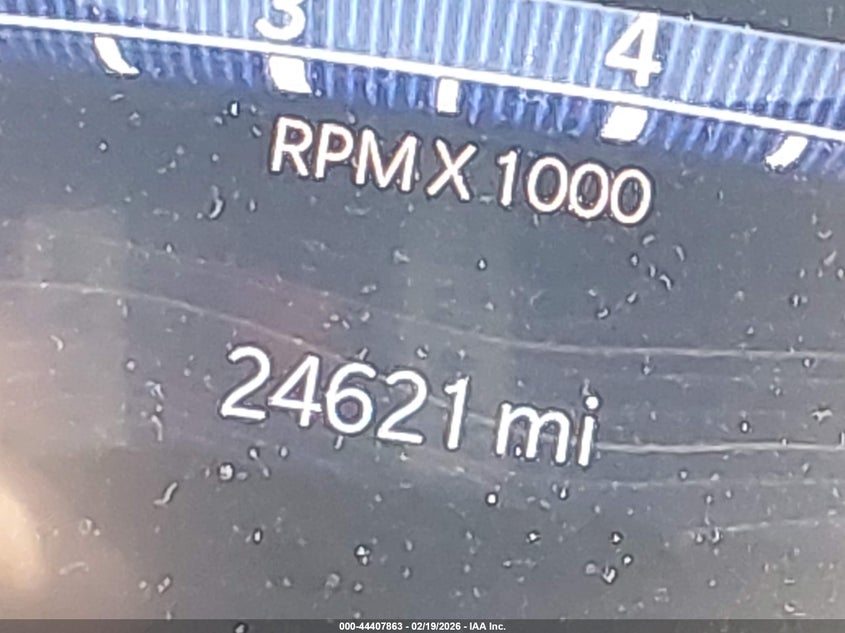 3 4
RPM X 1000
24621 mi
000-44407863 - 02/19/2026 - IAA Inc.